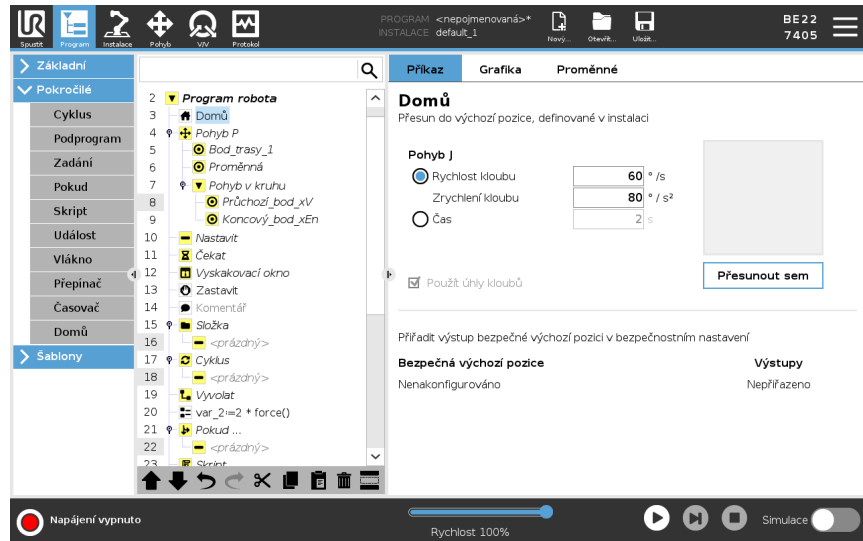 PROGRAM <nepojmenovaná>*
INSTALACE default_1
Spustit
Program
Instalace
Pohyb
V/V
Protokol
Nový...
Otevřít...
Uložit...
BE22
7405
Základní
Pokročilé
Cyklus
Podprogram
Zadání
Pokud
Skript
Událost
Vlákno
Přepínač
Časovač
Domů
Šablony
2 Program robota
3 Domů
4 Pohyb P
5 Bod_trasy_1
6 Proměnná
7 Pohyb v kruhu
8 Průchozí_bod_xV
9 Koncový_bod_xEn
10 Nastavit
11 Čekat
12 Vyskakovací okno
13 Zastavit
14 Komentář
15 Složka
16 <prázdný>
17 Cyklus
18 <prázdný>
19 Vyvolat
20 var_2:=2 * force()
21 Pokud ...
22 <prázdný>
23 Skript
Příkaz
Grafika
Proměnné
Domů
Přesun do výchozí pozice, definované v instalaci
Pohyb J
Rychlost kloubu 60 ° /s
Zrychlení kloubu 80 ° / s²
Čas 2 s
Použít úhly kloubů
Přesunout sem
Přiřadit výstup bezpečné výchozí pozici v bezpečnostním nastavení
Bezpečná výchozí pozice Výstupy
Nenakonfigurováno Nepřiřazeno
Napájení vypnuto
Rychlost 100%
Simulace